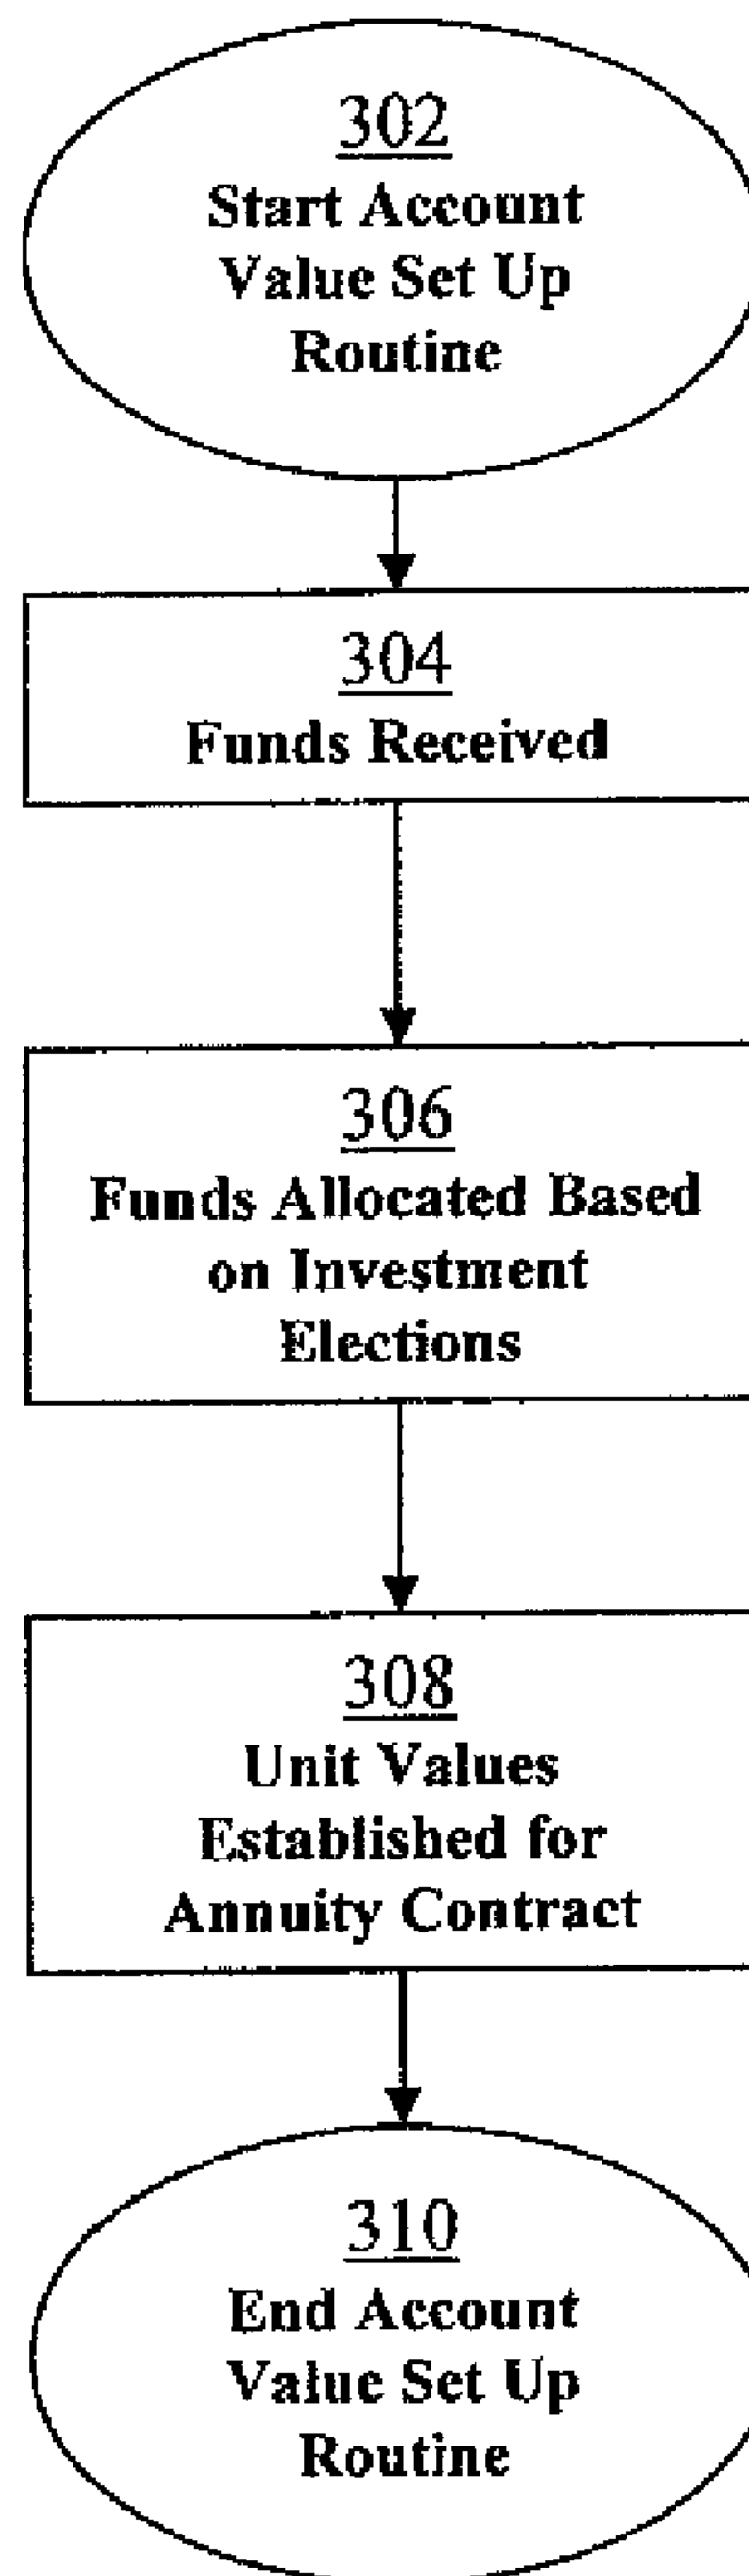 302
Start Account
Value Set Up
Routine
304
Funds Received
306
Funds Allocated Based
on Investment
Elections
308
Unit Values
Established for
Annuity Contract
310
End Account
Value Set Up
Routine